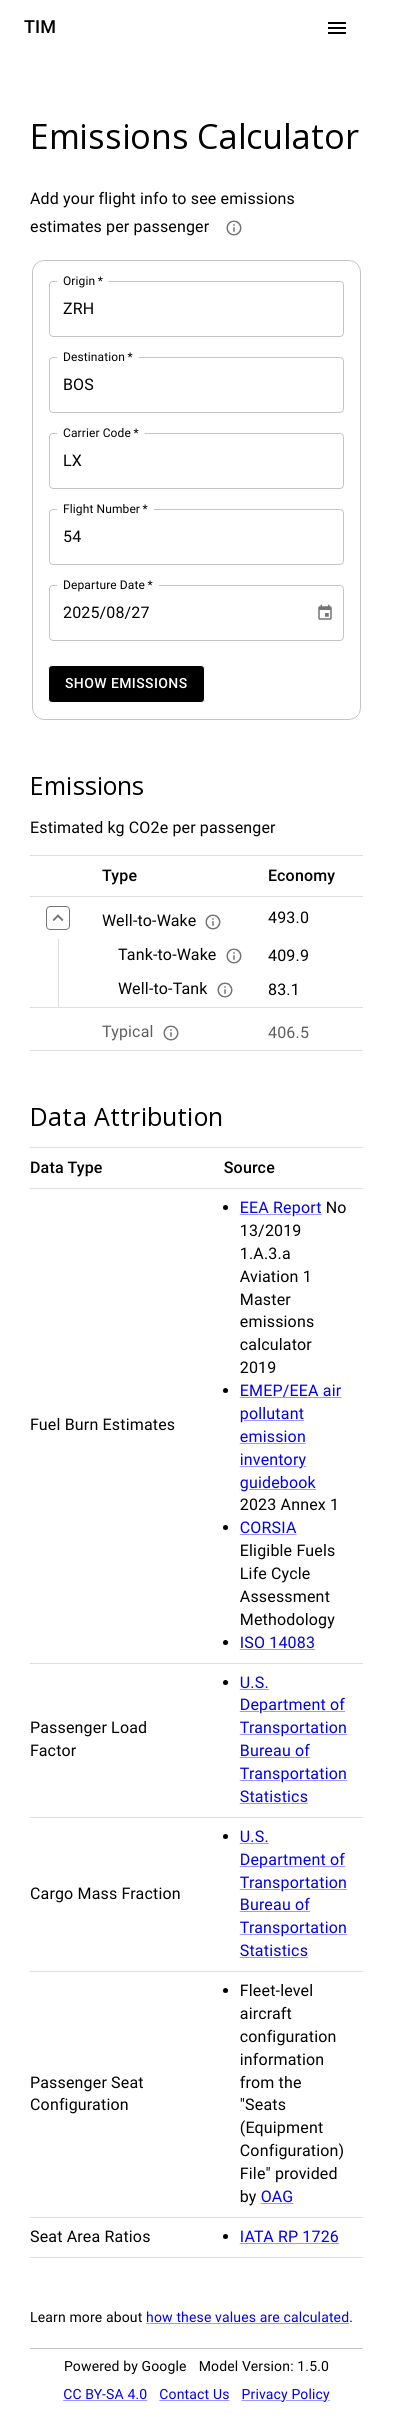 TIM
Emissions Calculator
Add your flight info to see emissions
estimates per passenger
Origin *
ZRH
Destination *
BOS
Carrier Code *
LX
Flight Number *
54
Departure Date *
2025/08/27
SHOW EMISSIONS
Emissions
Estimated kg CO2e per passenger
Type Economy
Well-to-Wake 493.0
Tank-to-Wake 409.9
Well-to-Tank 83.1
Typical 406.5
Data Attribution
Data Type Source
Fuel Burn Estimates
• EEA Report No
13/2019
1.A.3.a
Aviation 1
Master
emissions
calculator
2019
• EMEP/EEA air
pollutant
emission
inventory
guidebook
2023 Annex 1
• CORSIA
Eligible Fuels
Life Cycle
Assessment
Methodology
• ISO 14083
Passenger Load
Factor
• U.S.
Department of
Transportation
Bureau of
Transportation
Statistics
Cargo Mass Fraction
• U.S.
Department of
Transportation
Bureau of
Transportation
Statistics
Passenger Seat
Configuration
• Fleet-level
aircraft
configuration
information
from the
"Seats
(Equipment
Configuration)
File" provided
by OAG
Seat Area Ratios
• IATA RP 1726
Learn more about how these values are calculated.
Powered by Google Model Version: 1.5.0
CC BY-SA 4.0 Contact Us Privacy Policy